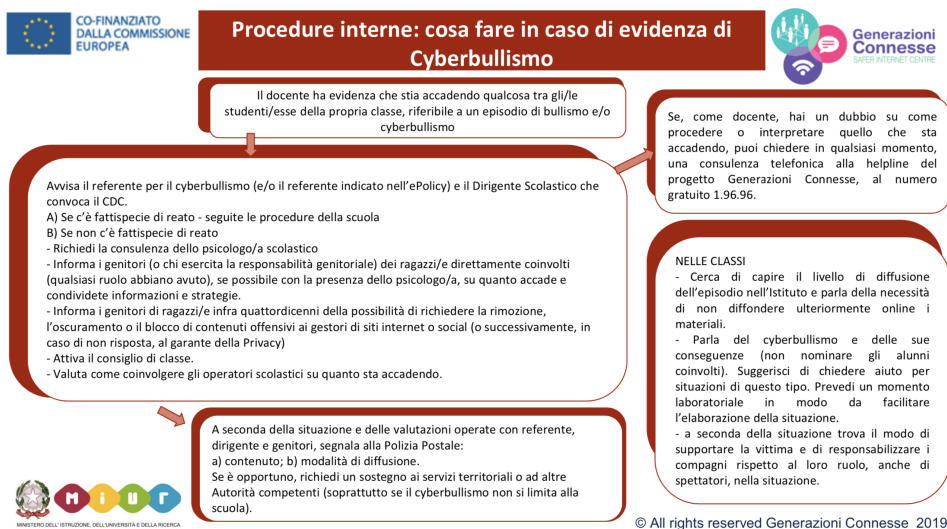 CO-FINANZIATO
DALLA COMMISSIONE
EUROPEA
Procedure interne: cosa fare in caso di evidenza di
Cyberbullismo
Generazioni
Connesse
SAFER INTERNET CENTRE
Il docente ha evidenza che stia accadendo qualcosa tra gli/le
studenti/esse della propria classe, riferibile a un episodio di bullismo e/o
cyberbullismo
Se, come docente, hai un dubbio su come
procedere o interpretare quello che sta
accadendo, puoi chiedere in qualsiasi momento,
una consulenza telefonica alla helpline del
progetto Generazioni Connesse, al numero
gratuito 1.96.96.
Avvisa il referente per il cyberbullismo (e/o il referente indicato nell'ePolicy) e il Dirigente Scolastico che
convoca il CDC.
A) Se c'è fattispecie di reato - seguite le procedure della scuola
B) Se non c'è fattispecie di reato
- Richiedi la consulenza dello psicologo/a scolastico
- Informa i genitori (o chi esercita la responsabilità genitoriale) dei ragazzi/e direttamente coinvolti
(qualsiasi ruolo abbiano avuto), se possibile con la presenza dello psicologo/a, su quanto accade e
condividete informazioni e strategie.
- Informa i genitori di ragazzi/e infra quattordicenni della possibilità di richiedere la rimozione,
l'oscuramento o il blocco di contenuti offensivi ai gestori di siti internet o social (o successivamente, in
caso di non risposta, al garante della Privacy)
- Attiva il consiglio di classe.
- Valuta come coinvolgere gli operatori scolastici su quanto sta accadendo.
NELLE CLASSI
- Cerca di capire il livello di diffusione
dell'episodio nell'Istituto e parla della necessità
di non diffondere ulteriormente online i
materiali.
- Parla del cyberbullismo e delle sue
conseguenze (non nominare gli alunni
coinvolti). Suggerisci di chiedere aiuto per
situazioni di questo tipo. Prevedi un momento
laboratoriale in modo da facilitare
l'elaborazione della situazione.
- a seconda della situazione trova il modo di
supportare la vittima e di responsabilizzare i
compagni rispetto al loro ruolo, anche di
spettatori, nella situazione.
A seconda della situazione e delle valutazioni operate con referente,
dirigente e genitori, segnala alla Polizia Postale:
a) contenuto; b) modalità di diffusione.
Se è opportuno, richiedi un sostegno ai servizi territoriali o ad altre
Autorità competenti (soprattutto se il cyberbullismo non si limita alla
scuola).
MIUR
MINISTERO DELL' ISTRUZIONE, DELL'UNIVERSITÀ E DELLA RICERCA
© All rights reserved Generazioni Connesse 2019